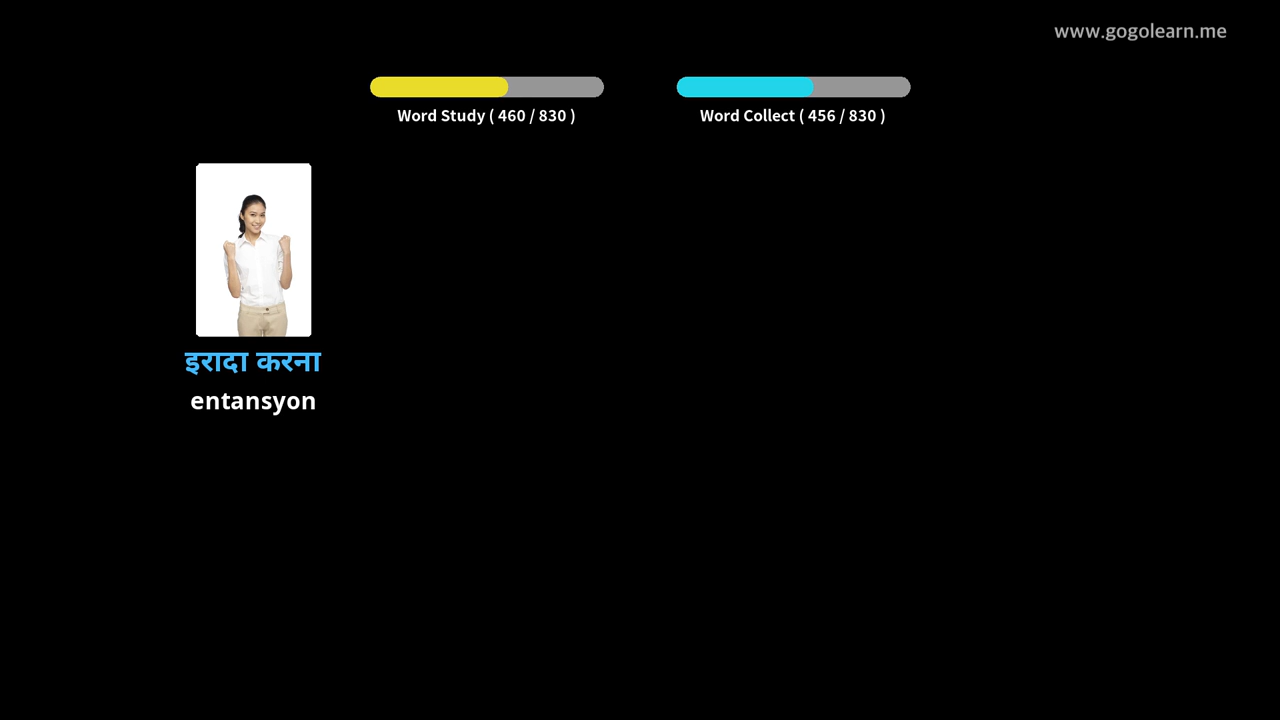 www.gogolearn.me
Word Study ( 460 / 830 )
Word Collect ( 456 / 830 )
इरादा करना
entansyon